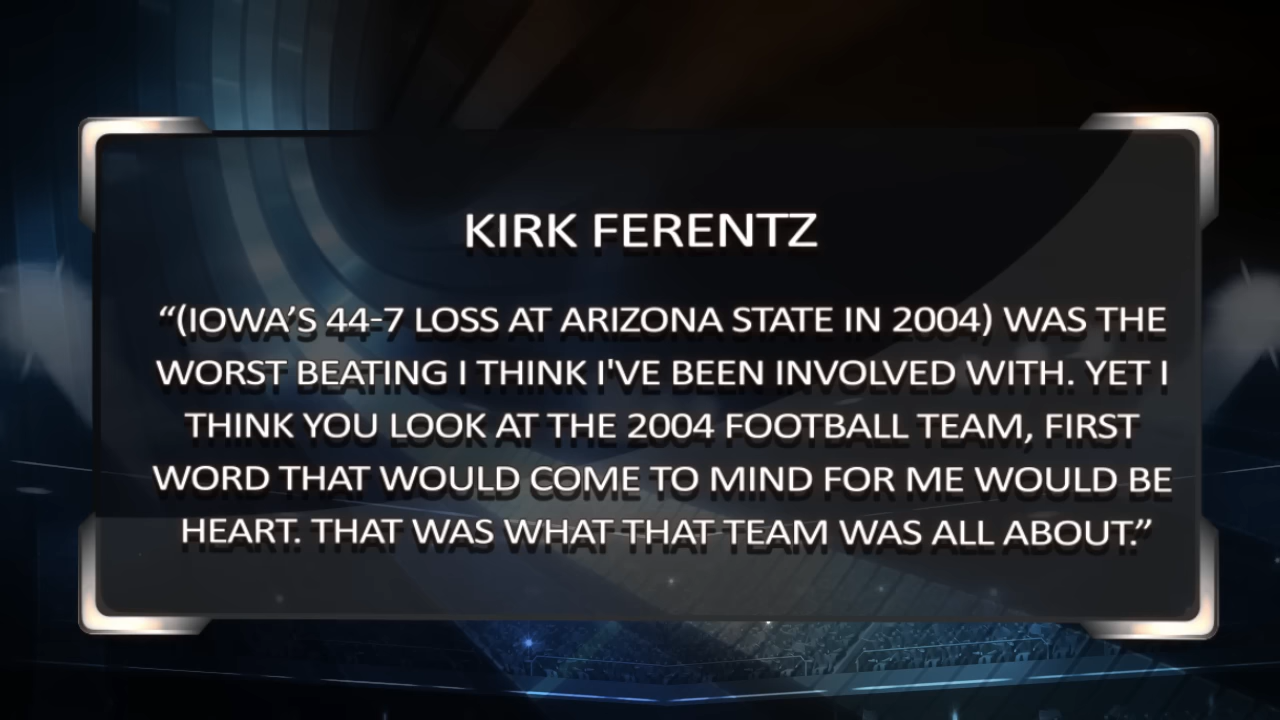 KIRK FERENTZ
“(IOWA’S 44-7 LOSS AT ARIZONA STATE IN 2004) WAS THE
WORST BEATING I THINK I'VE BEEN INVOLVED WITH. YET I
THINK YOU LOOK AT THE 2004 FOOTBALL TEAM, FIRST
WORD THAT WOULD COME TO MIND FOR ME WOULD BE
HEART. THAT WAS WHAT THAT TEAM WAS ALL ABOUT.”